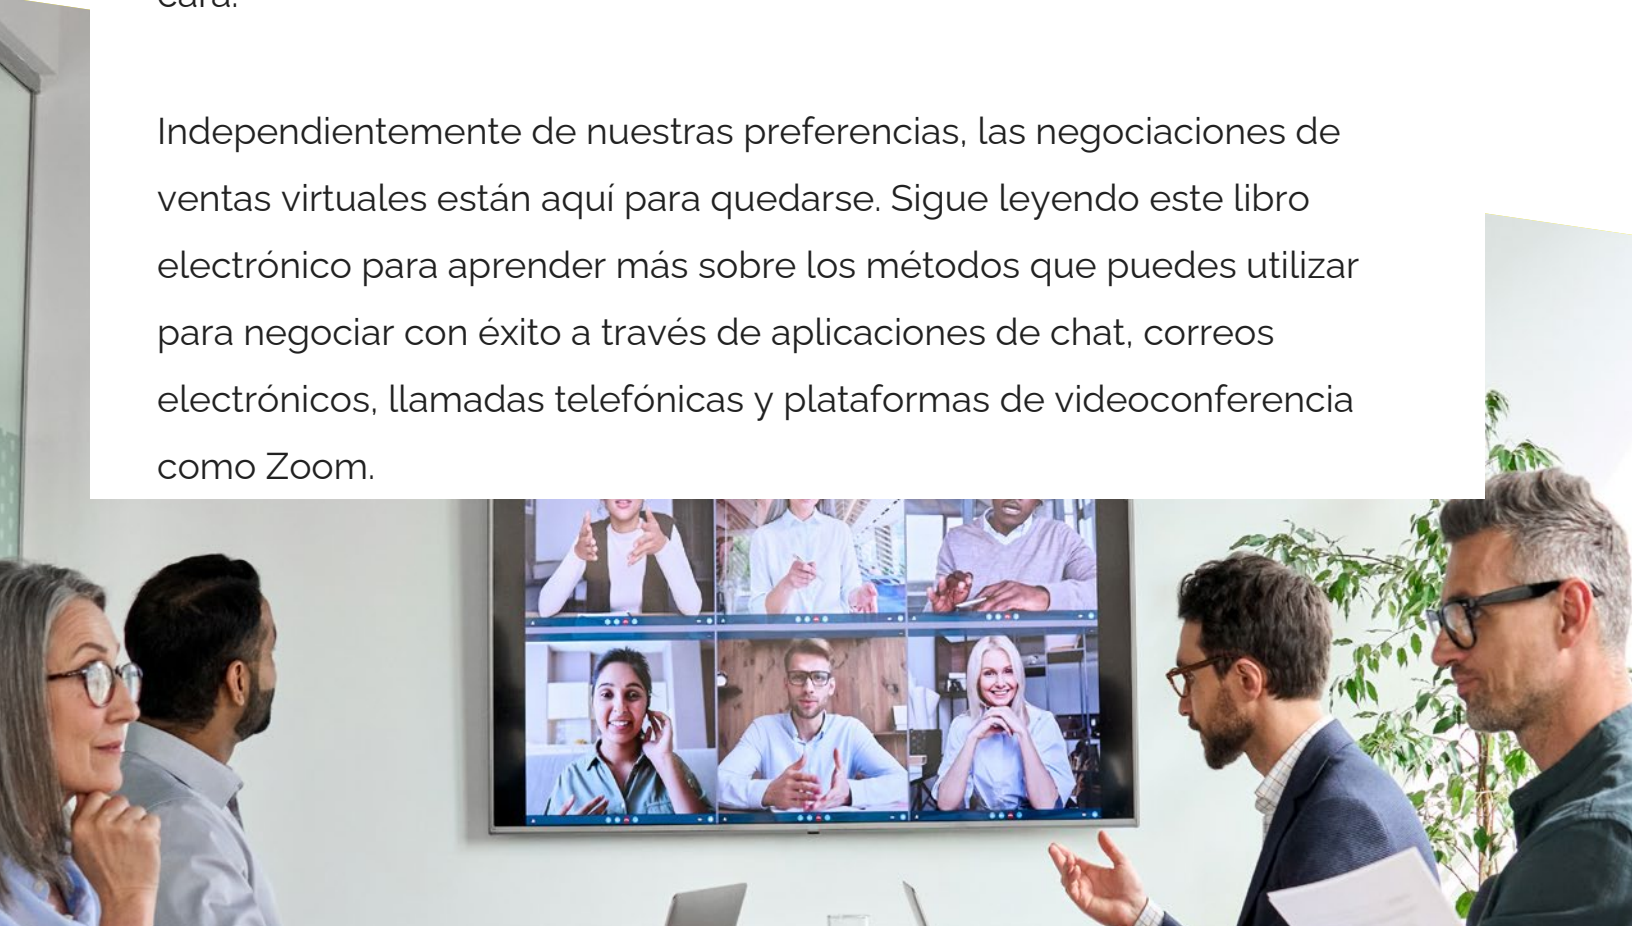 cara.
Independientemente de nuestras preferencias, las negociaciones de
ventas virtuales están aquí para quedarse. Sigue leyendo este libro
electrónico para aprender más sobre los métodos que puedes utilizar
para negociar con éxito a través de aplicaciones de chat, correos
electrónicos, llamadas telefónicas y plataformas de videoconferencia
como Zoom.